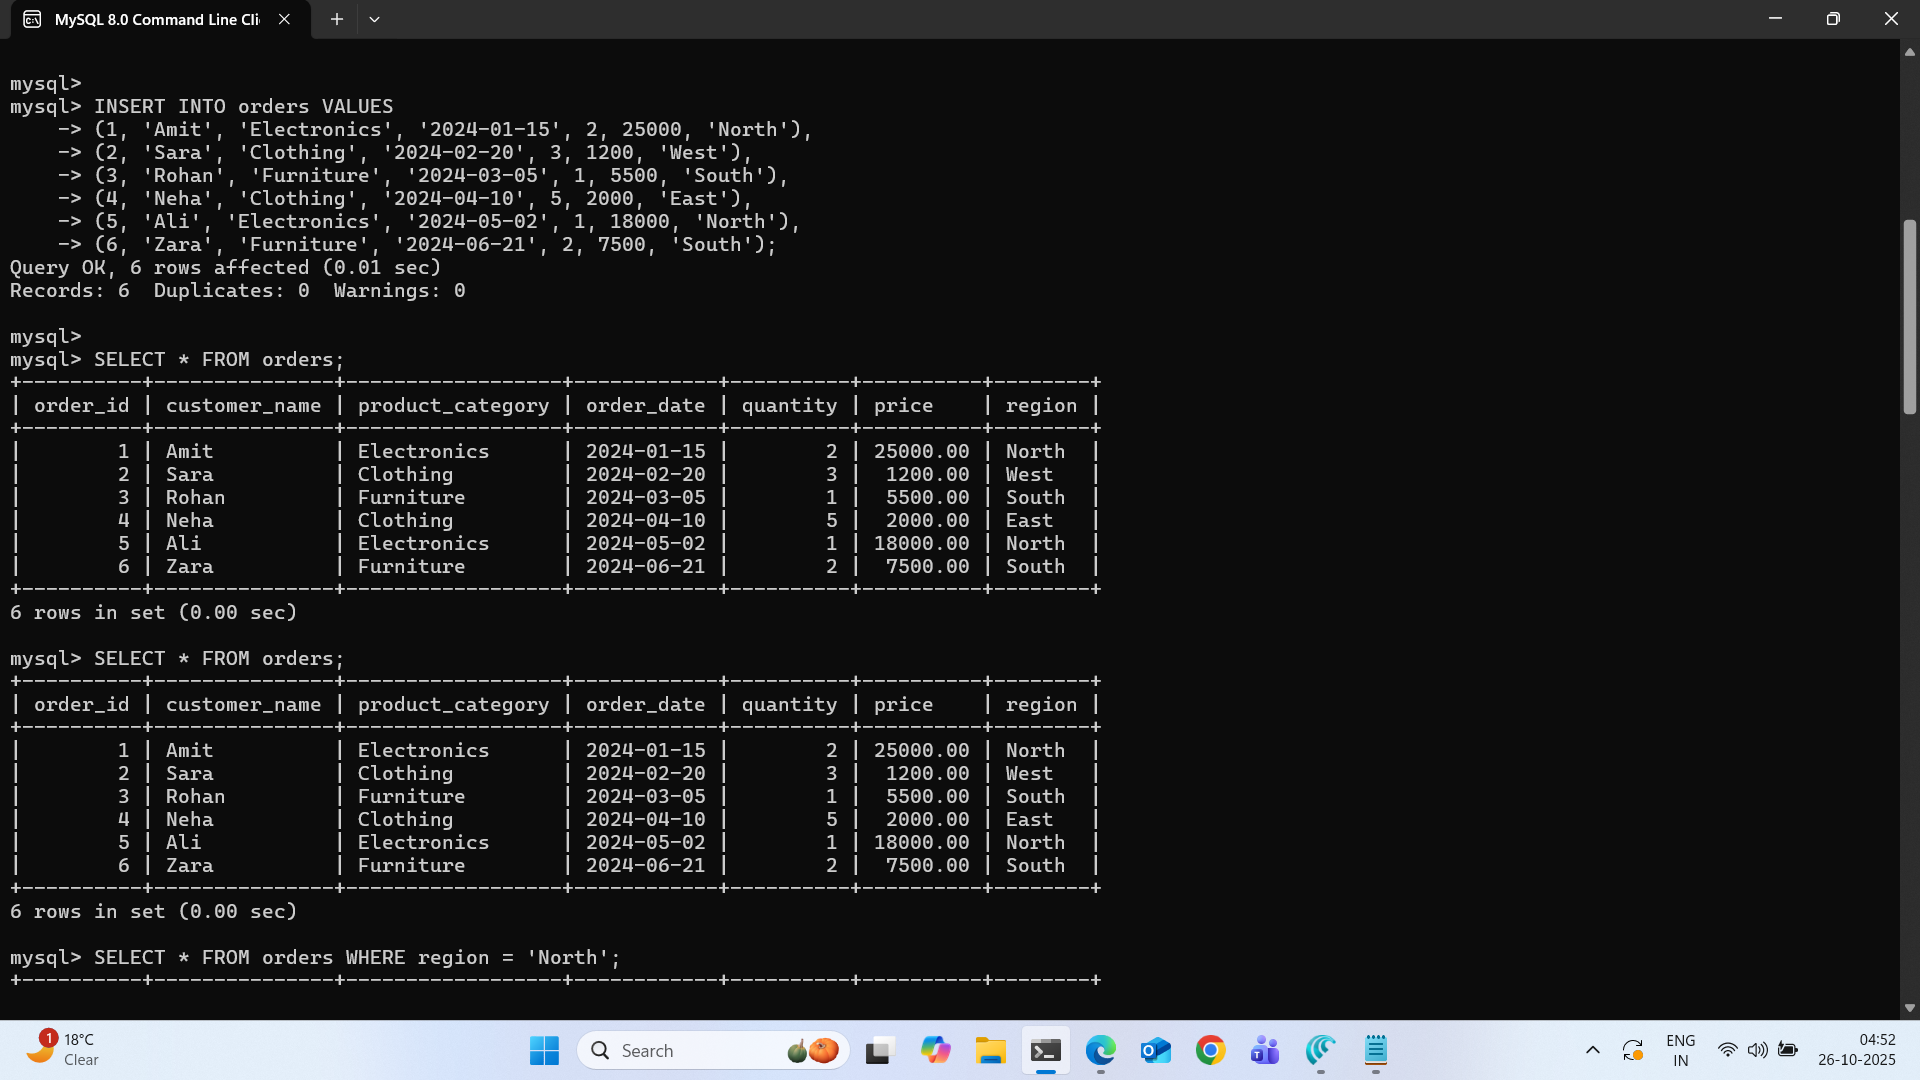 MySQL 8.0 Command Line Cli
mysql>
mysql> INSERT INTO orders VALUES
    -> (1, 'Amit', 'Electronics', '2024-01-15', 2, 25000, 'North'),
    -> (2, 'Sara', 'Clothing', '2024-02-20', 3, 1200, 'West'),
    -> (3, 'Rohan', 'Furniture', '2024-03-05', 1, 5500, 'South'),
    -> (4, 'Neha', 'Clothing', '2024-04-10', 5, 2000, 'East'),
    -> (5, 'Ali', 'Electronics', '2024-05-02', 1, 18000, 'North'),
    -> (6, 'Zara', 'Furniture', '2024-06-21', 2, 7500, 'South');
Query OK, 6 rows affected (0.01 sec)
Records: 6  Duplicates: 0  Warnings: 0
mysql>
mysql> SELECT * FROM orders;
+----------+---------------+------------------+------------+----------+----------+--------+
| order_id | customer_name | product_category | order_date | quantity | price    | region |
+----------+---------------+------------------+------------+----------+----------+--------+
|        1 | Amit          | Electronics      | 2024-01-15 |        2 | 25000.00 | North  |
|        2 | Sara          | Clothing         | 2024-02-20 |        3 |  1200.00 | West   |
|        3 | Rohan         | Furniture        | 2024-03-05 |        1 |  5500.00 | South  |
|        4 | Neha          | Clothing         | 2024-04-10 |        5 |  2000.00 | East   |
|        5 | Ali           | Electronics      | 2024-05-02 |        1 | 18000.00 | North  |
|        6 | Zara          | Furniture        | 2024-06-21 |        2 |  7500.00 | South  |
+----------+---------------+------------------+------------+----------+----------+--------+
6 rows in set (0.00 sec)
mysql> SELECT * FROM orders;
+----------+---------------+------------------+------------+----------+----------+--------+
| order_id | customer_name | product_category | order_date | quantity | price    | region |
+----------+---------------+------------------+------------+----------+----------+--------+
|        1 | Amit          | Electronics      | 2024-01-15 |        2 | 25000.00 | North  |
|        2 | Sara          | Clothing         | 2024-02-20 |        3 |  1200.00 | West   |
|        3 | Rohan         | Furniture        | 2024-03-05 |        1 |  5500.00 | South  |
|        4 | Neha          | Clothing         | 2024-04-10 |        5 |  2000.00 | East   |
|        5 | Ali           | Electronics      | 2024-05-02 |        1 | 18000.00 | North  |
|        6 | Zara          | Furniture        | 2024-06-21 |        2 |  7500.00 | South  |
+----------+---------------+------------------+------------+----------+----------+--------+
6 rows in set (0.00 sec)
mysql> SELECT * FROM orders WHERE region = 'North';
+----------+---------------+------------------+------------+----------+----------+--------+
1
18°C
Clear
Search
ENG
IN
04:52
26-10-2025